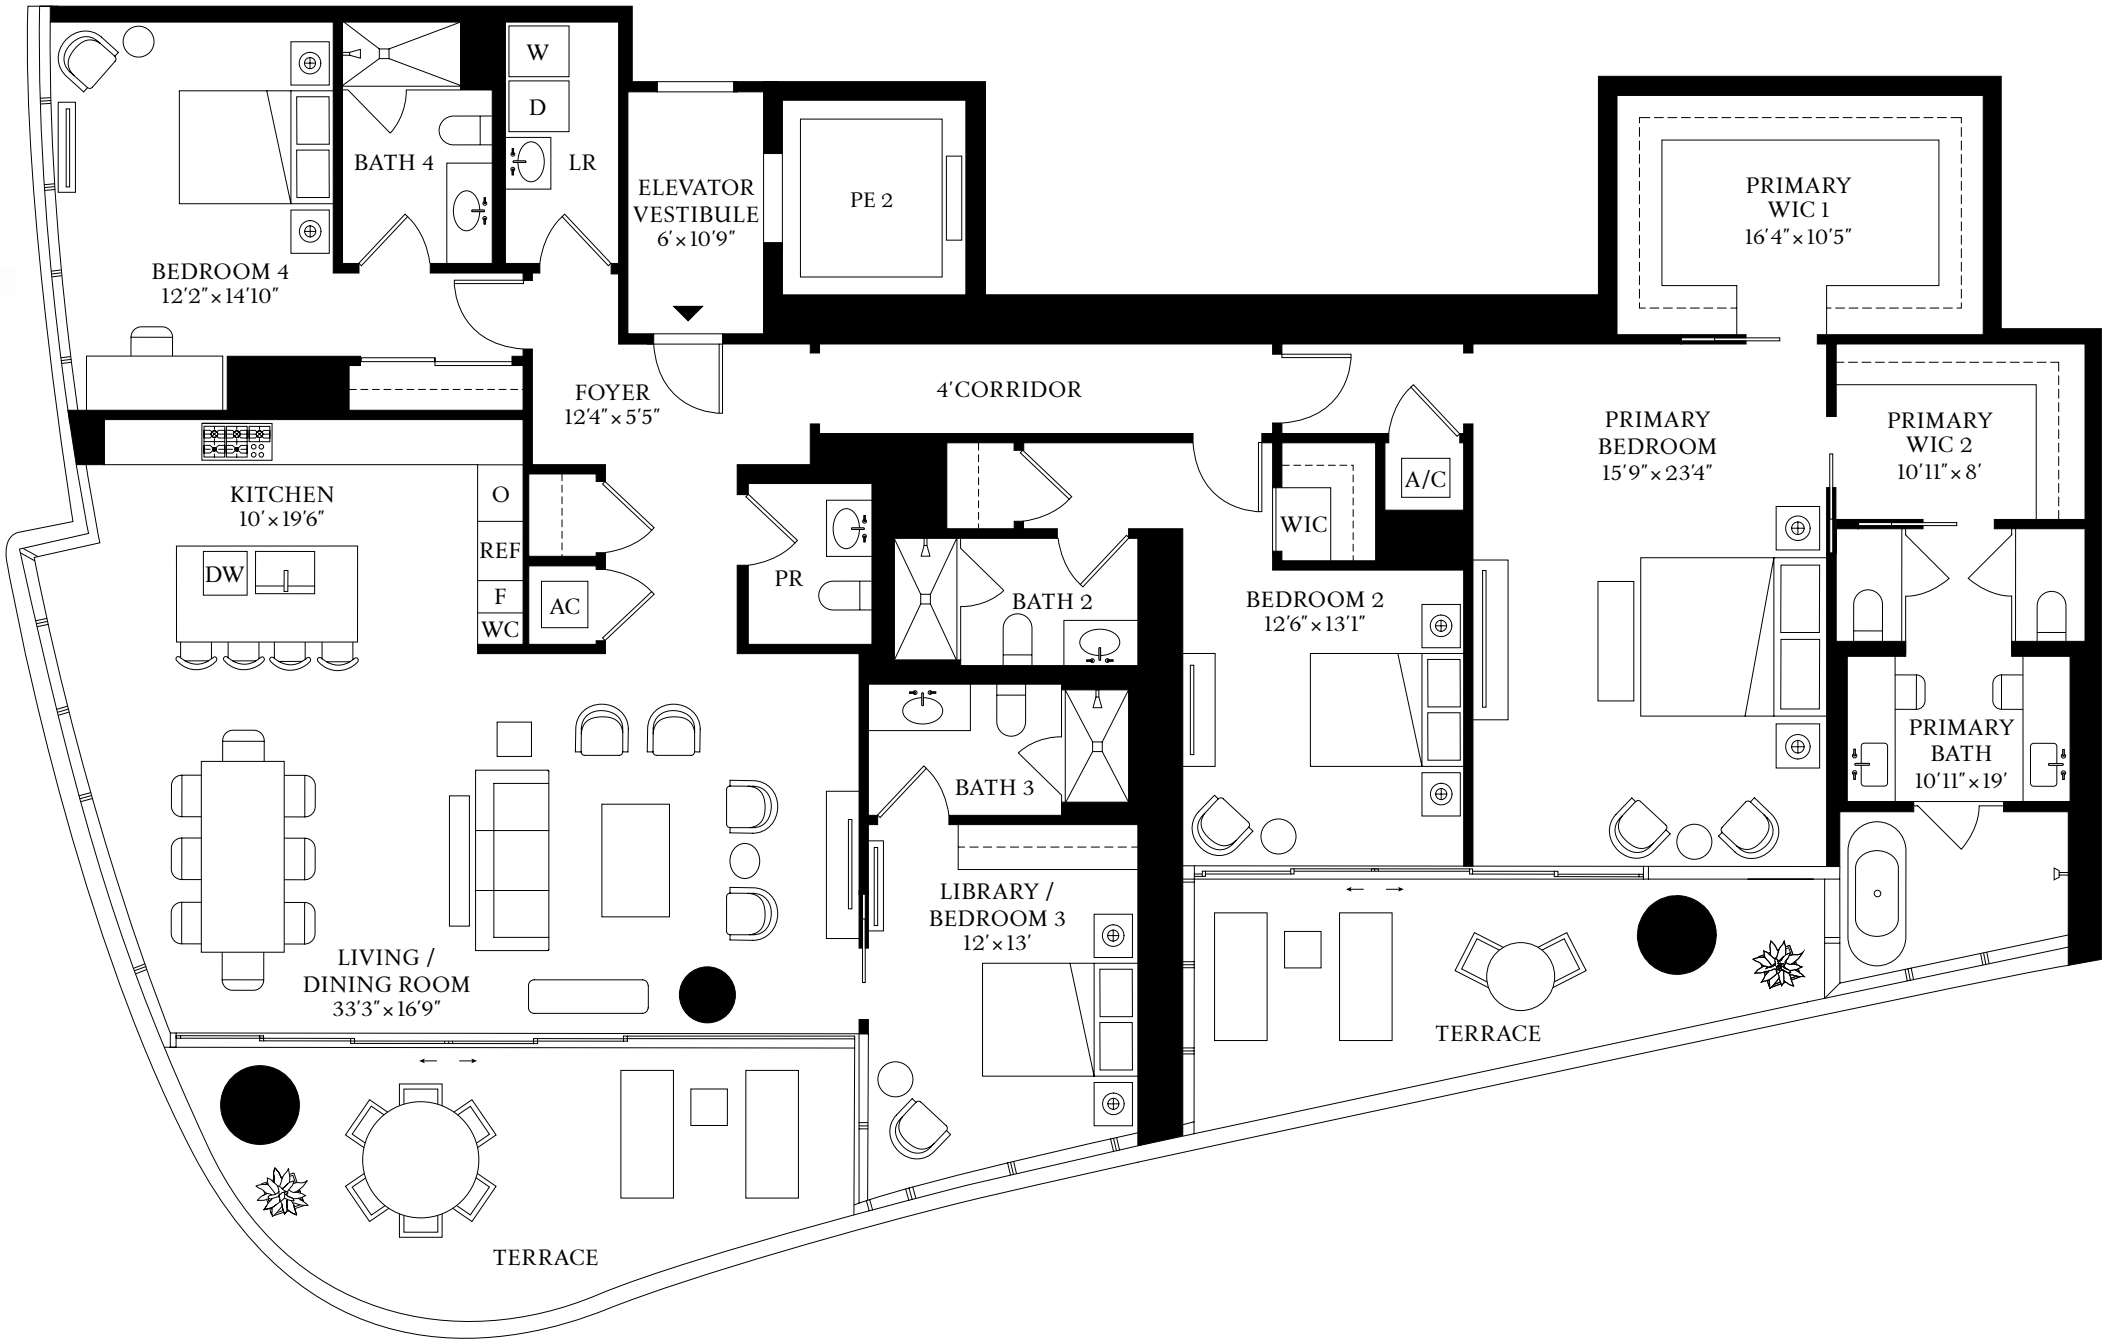 W
D
BATH 4
LR
ELEVATOR
VESTIBULE
6'×10'9"
PE 2
PRIMARY
WIC 1
16'4"×10'5"
BEDROOM 4
12'2"×14'10"
FOYER
12'4"×5'5"
4'CORRIDOR
PRIMARY
BEDROOM
15'9"×23'4"
PRIMARY
WIC 2
10'11"×8'
KITCHEN
10'×19'6"
O
REF
F
WC
DW
AC
PR
A/C
WIC
BATH 2
BEDROOM 2
12'6"×13'1"
PRIMARY
BATH
10'11"×19'
BATH 3
LIBRARY /
BEDROOM 3
12'×13'
LIVING /
DINING ROOM
33'3"×16'9"
TERRACE
TERRACE